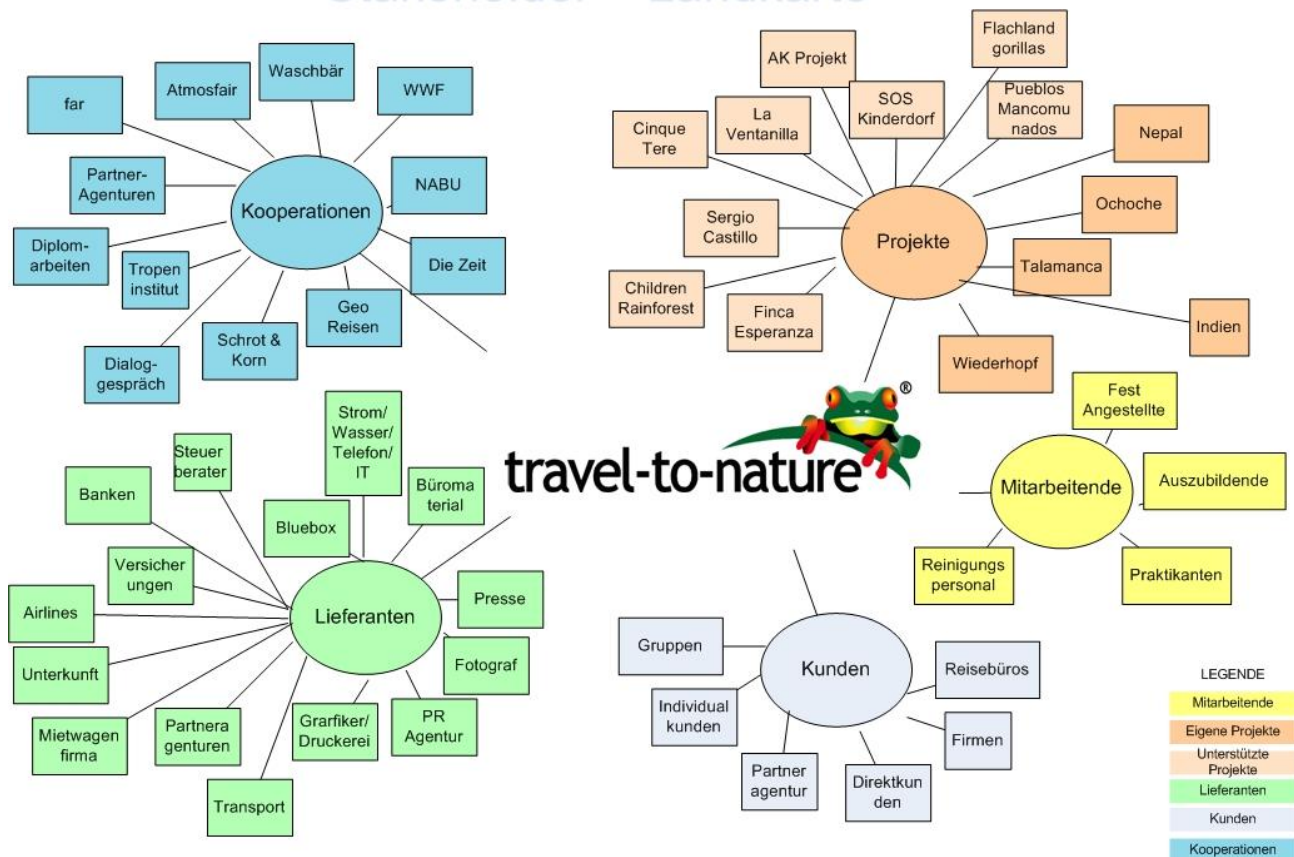 Stakeholder - Landkarte
far
Atmosfair
Waschbär
WWF
Partner-
Agenturen
Kooperationen
NABU
Diplom-
arbeiten
Tropen
institut
Die Zeit
Geo
Reisen
Schrot &
Korn
Dialog-
gespräch
AK Projekt
Flachland
gorillas
SOS
Kinderdorf
Pueblos
Mancomu
nados
La
Ventanilla
Cinque
Tere
Nepal
Ochoche
Sergio
Castillo
Projekte
Talamanca
Children
Rainforest
Finca
Esperanza
Indien
Wiederhopf
travel-to-nature®
Fest
Angestellte
Mitarbeitende
Auszubildende
Reinigungs
personal
Praktikanten
Strom/
Wasser/
Telefon/
IT
Steuer
berater
Banken
Büroma
terial
Bluebox
Versicher
ungen
Airlines
Lieferanten
Presse
Unterkunft
Fotograf
Mietwagen
firma
Partnera
genturen
Grarfiker/
Druckerei
PR
Agentur
Transport
Gruppen
Kunden
Reisebüros
Individual
kunden
Firmen
Partner
agentur
Direktkun
den
LEGENDE
Mitarbeitende
Eigene Projekte
Unterstützte
Projekte
Lieferanten
Kunden
Kooperationen